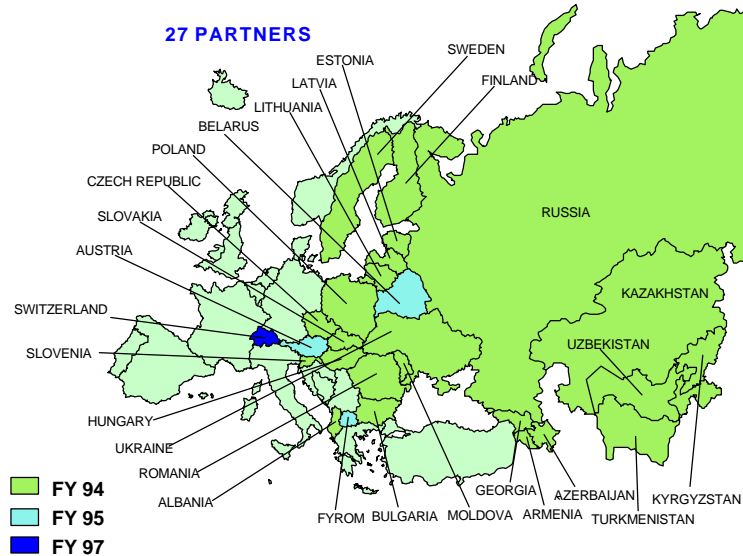 27 PARTNERS
ESTONIA
SWEDEN
LATVIA
FINLAND
LITHUANIA
BELARUS
POLAND
CZECH REPUBLIC
SLOVAKIA
RUSSIA
AUSTRIA
KAZAKHSTAN
SWITZERLAND
UZBEKISTAN
SLOVENIA
HUNGARY
UKRAINE
ROMANIA
ALBANIA
FYROM
BULGARIA
MOLDOVA
GEORGIA
ARMENIA
AZERBAIJAN
TURKMENISTAN
KYRGYZSTAN
FY 94
FY 95
FY 97